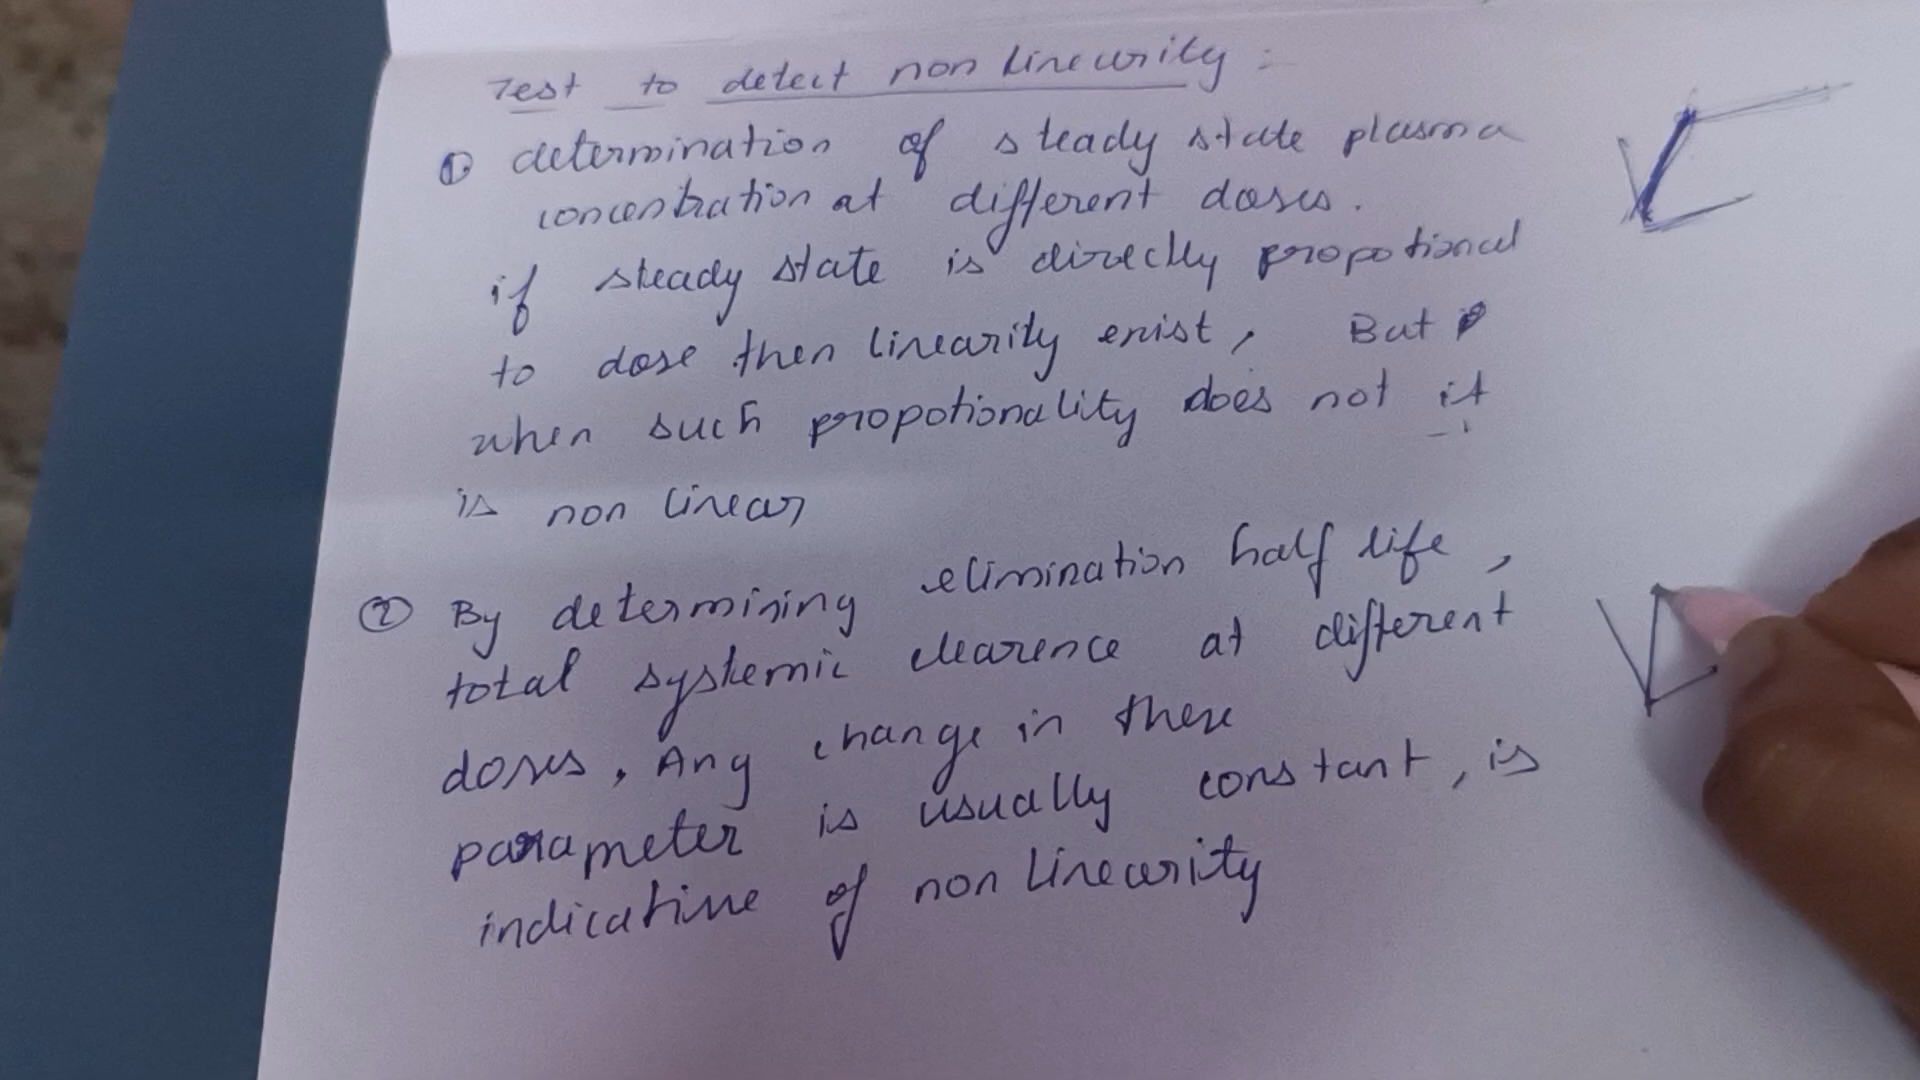 Test to detect non linearity :
① determination of steady state plasma
concentration at different doses.
if steady state is directly propotional
to dose then linearity exist, But
when such propotionality does not it
is non linear
② By determining elimination half life,
total systemic clearence at different
doses, Any change in these
parameter is usually constant, is
indicative of non linearity